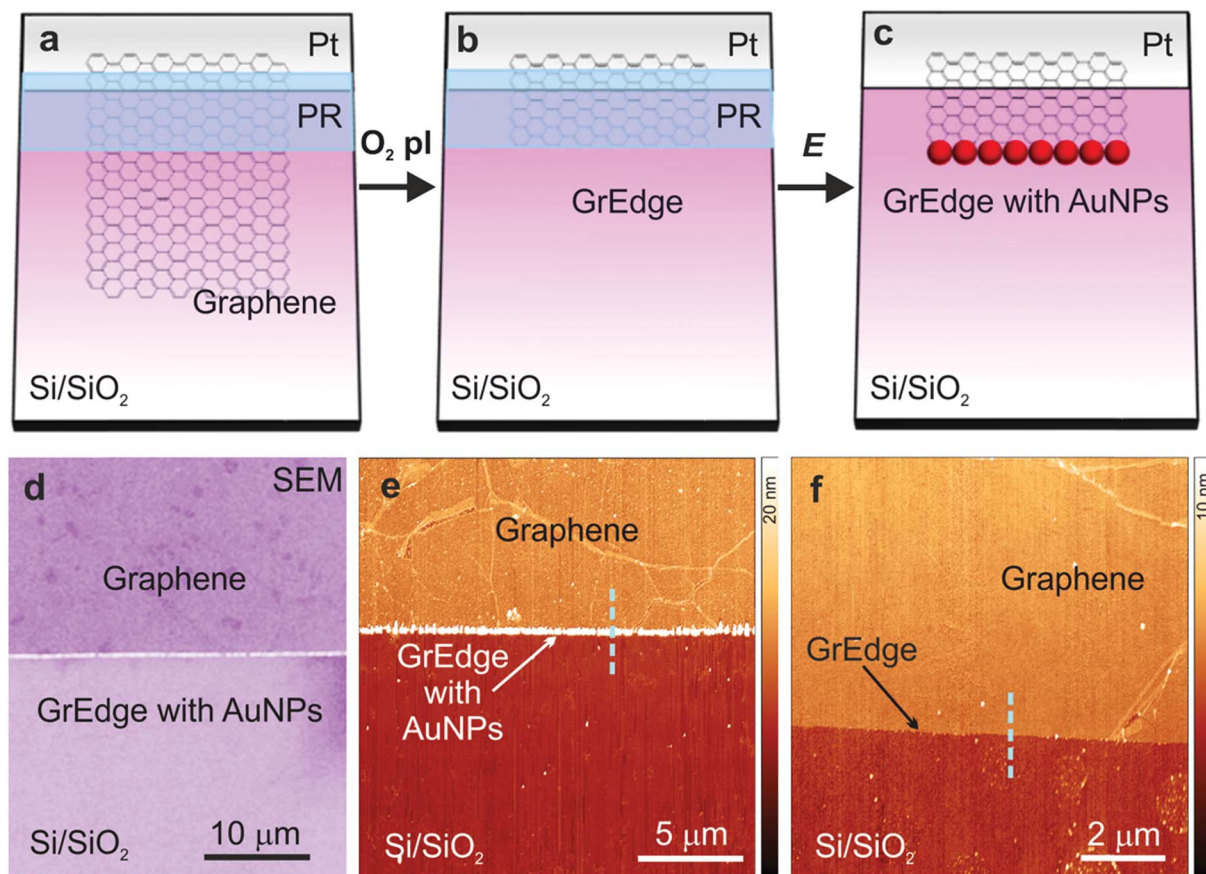 a
Pt
PR
Graphene
Si/SiO₂
O₂ pl
b
Pt
PR
GrEdge
Si/SiO₂
E
c
Pt
GrEdge with AuNPs
Si/SiO₂
d
SEM
Graphene
GrEdge with AuNPs
Si/SiO₂
10 μm
e
Graphene
GrEdge
with
AuNPs
Si/SiO₂
5 μm
20 nm
f
Graphene
GrEdge
Si/SiO₂
2 μm
10 nm